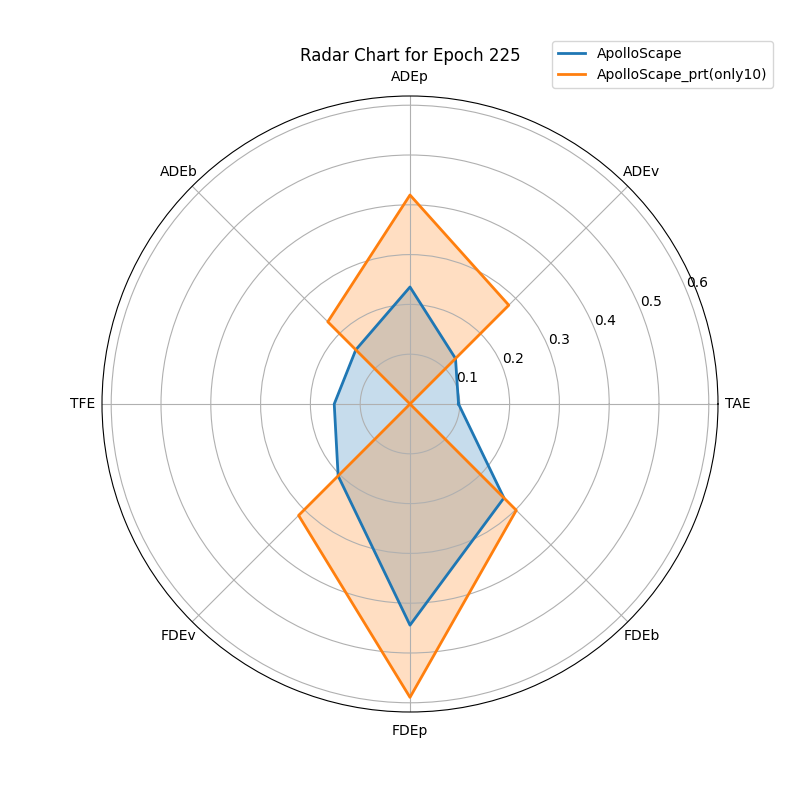 Radar Chart for Epoch 225
ApolloScape
ApolloScape_prt(only10)
ADEp
ADEb
ADEv
0.6
0.5
0.4
0.3
0.2
0.1
TFE
TAE
FDEv
FDEb
FDEp